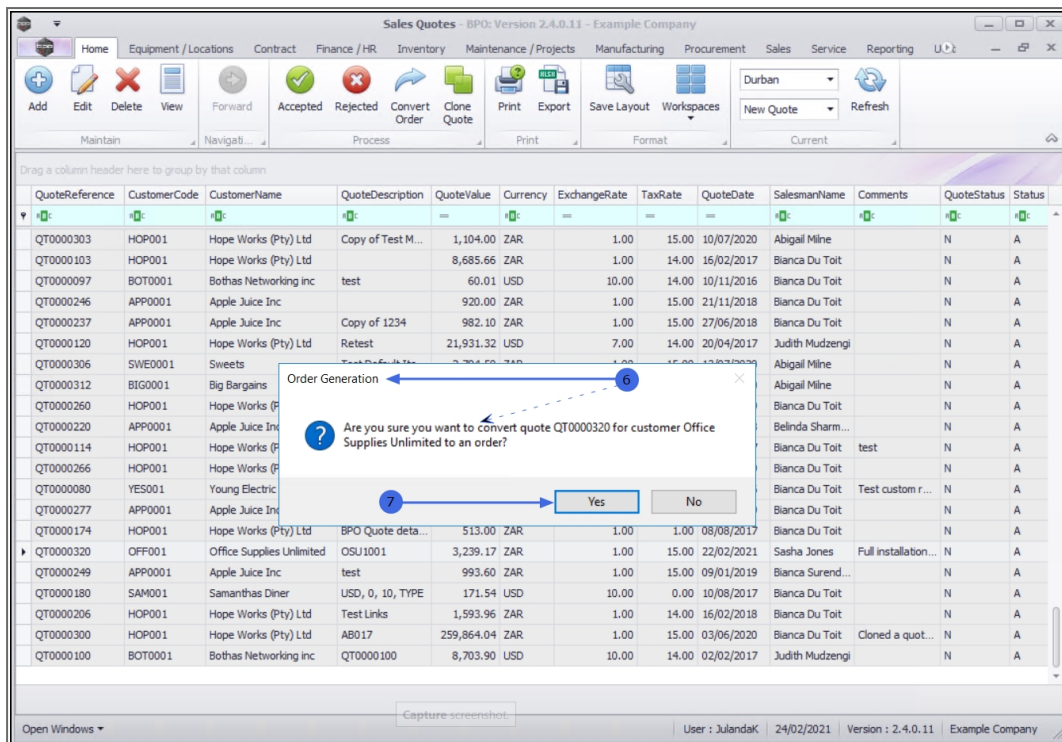 Sales Quotes - BPO: Version 2.4.0.11 - Example Company
Home Equipment / Locations Contract Finance / HR Inventory Maintenance / Projects Manufacturing Procurement Sales Service Reporting
Add Edit Delete View Forward Accepted Rejected Convert Order Clone Quote Print Export Save Layout Workspaces Durban New Quote Refresh
Maintain Navigati... Process Print Format Current
Drag a column header here to group by that column
QuoteReference CustomerCode CustomerName QuoteDescription QuoteValue Currency ExchangeRate TaxRate QuoteDate SalesmanName Comments QuoteStatus Status
QT0000303 HOP001 Hope Works (Pty) Ltd Copy of Test M... 1,104.00 ZAR 1.00 15.00 10/07/2020 Abigail Milne N A
QT0000103 HOP001 Hope Works (Pty) Ltd 8,685.66 ZAR 1.00 14.00 16/02/2017 Bianca Du Toit N A
QT0000097 BOT0001 Bothas Networking inc test 60.01 USD 10.00 14.00 10/11/2016 Bianca Du Toit N A
QT0000246 APP0001 Apple Juice Inc 920.00 ZAR 1.00 15.00 21/11/2018 Bianca Du Toit N A
QT0000237 APP0001 Apple Juice Inc Copy of 1234 982.10 ZAR 1.00 15.00 27/06/2018 Bianca Du Toit N A
QT0000120 HOP001 Hope Works (Pty) Ltd Retest 21,931.32 USD 7.00 14.00 20/04/2017 Judith Mudzengi N A
QT0000306 SWE0001 Sweets Abigail Milne N A
QT0000312 BIG0001 Big Bargains Abigail Milne N A
QT0000260 HOP001 Hope Works Bianca Du Toit N A
QT0000220 APP0001 Apple Juice Belinda Sharm... N A
QT0000114 HOP001 Hope Works Bianca Du Toit test N A
QT0000266 HOP001 Hope Works Bianca Du Toit N A
QT0000080 YES001 Young Electric Bianca Du Toit Test custom r... N A
QT0000277 APP0001 Apple Juice Bianca Du Toit N A
Order Generation 6
Are you sure you want to convert quote QT0000320 for customer Office
Supplies Unlimited to an order?
7 Yes No
QT0000174 HOP001 Hope Works (Pty) Ltd BPO Quote deta... 513.00 ZAR 1.00 1.00 08/08/2017 Bianca Du Toit N A
QT0000320 OFF001 Office Supplies Unlimited OSU1001 3,239.17 ZAR 1.00 15.00 22/02/2021 Sasha Jones Full installation... N A
QT0000249 APP0001 Apple Juice Inc test 993.60 ZAR 1.00 15.00 09/01/2019 Bianca Surend... N A
QT0000180 SAM0001 Samanthas Diner USD, 0, 10, TYPE 171.54 USD 10.00 0.00 10/08/2017 Bianca Du Toit N A
QT0000206 HOP001 Hope Works (Pty) Ltd Test Links 1,593.96 ZAR 1.00 14.00 16/02/2018 Bianca Du Toit N A
QT0000300 HOP001 Hope Works (Pty) Ltd AB017 259,864.04 ZAR 1.00 15.00 03/06/2020 Bianca Du Toit Cloned a quot... N A
QT0000100 BOT0001 Bothas Networking inc QT0000100 8,703.90 USD 10.00 14.00 02/02/2017 Judith Mudzengi N A
Capture screenshot.
Open Windows User : JulandaK 24/02/2021 Version : 2.4.0.11 Example Company